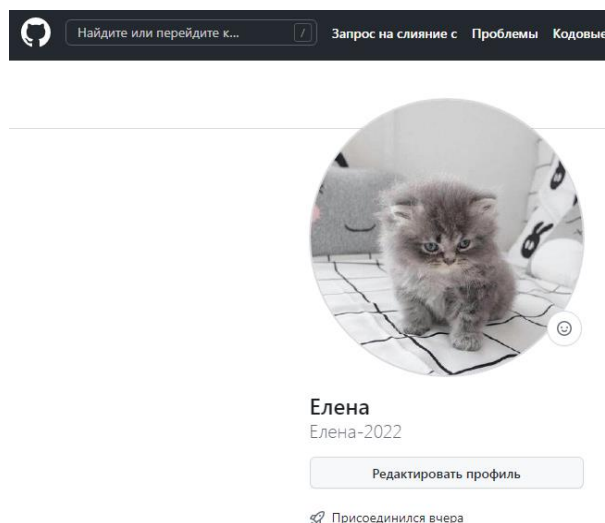 Найдите или перейдите к... / Запрос на слияние с Проблемы Кодовые
Елена
Елена-2022
Редактировать профиль
Присоединился вчера